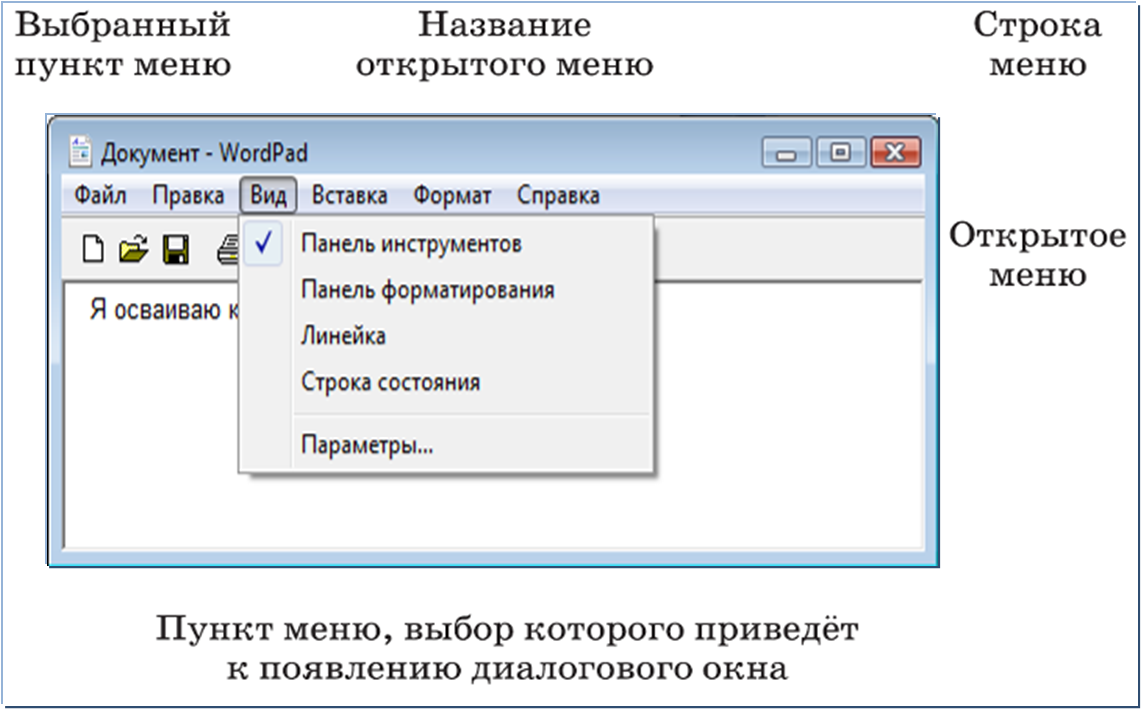 Выбранный
пункт меню
Название
открытого меню
Строка
меню
Документ - WordPad
Файл Правка Вид Вставка Формат Справка
Панель инструментов
Панель форматирования
Линейка
Строка состояния
Параметры...
Я осваиваю к
Открытое
меню
Пункт меню, выбор которого приведёт
к появлению диалогового окна